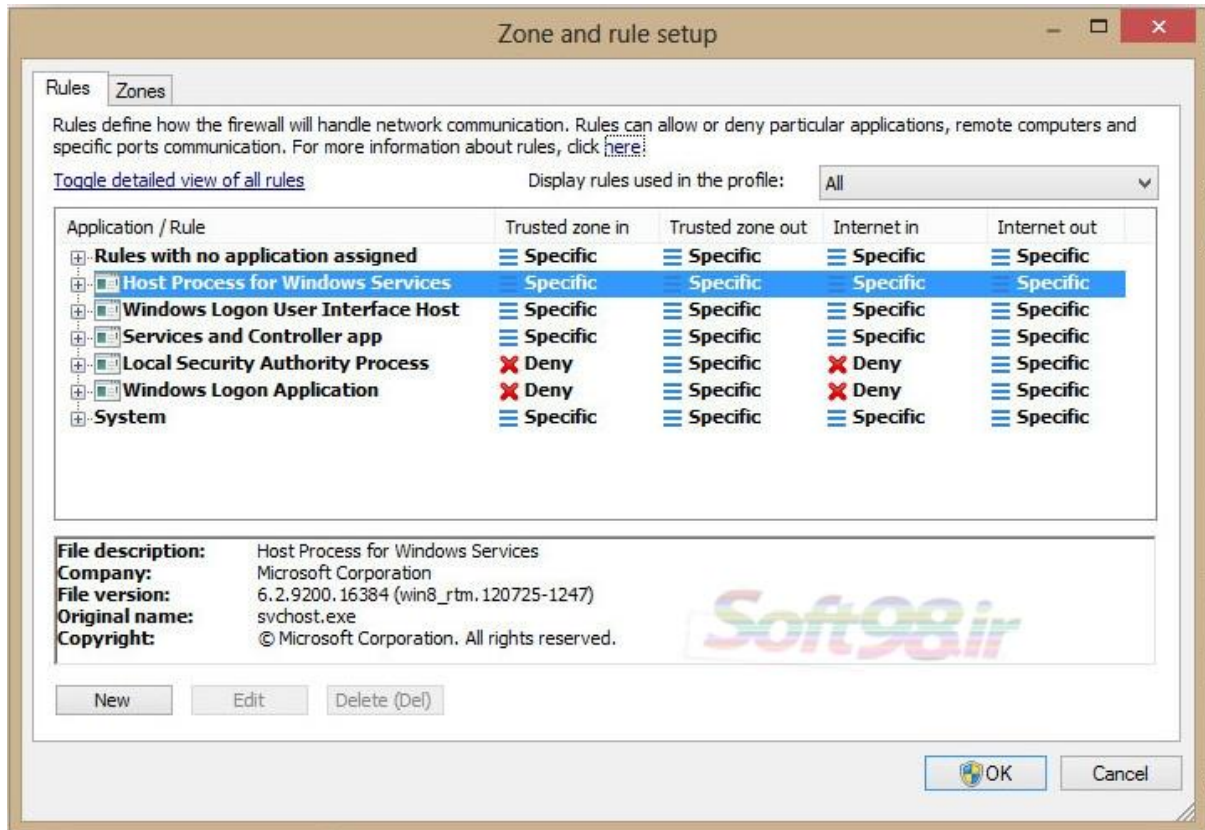 Zone and rule setup
Rules Zones
Rules define how the firewall will handle network communication. Rules can allow or deny particular applications, remote computers and
specific ports communication. For more information about rules, click here
Toggle detailed view of all rules Display rules used in the profile: All
Application / Rule Trusted zone in Trusted zone out Internet in Internet out
Rules with no application assigned Specific Specific Specific Specific
Host Process for Windows Services Specific Specific Specific Specific
Windows Logon User Interface Host Specific Specific Specific Specific
Services and Controller app Specific Specific Specific Specific
Local Security Authority Process Deny Specific Deny Specific
Windows Logon Application Deny Specific Deny Specific
System Specific Specific Specific Specific
File description: Host Process for Windows Services
Company: Microsoft Corporation
File version: 6.2.9200.16384 (win8_rtm.120725-1247)
Original name: svchost.exe
Copyright: © Microsoft Corporation. All rights reserved.
Soft98.ir
New Edit Delete (Del)
OK Cancel